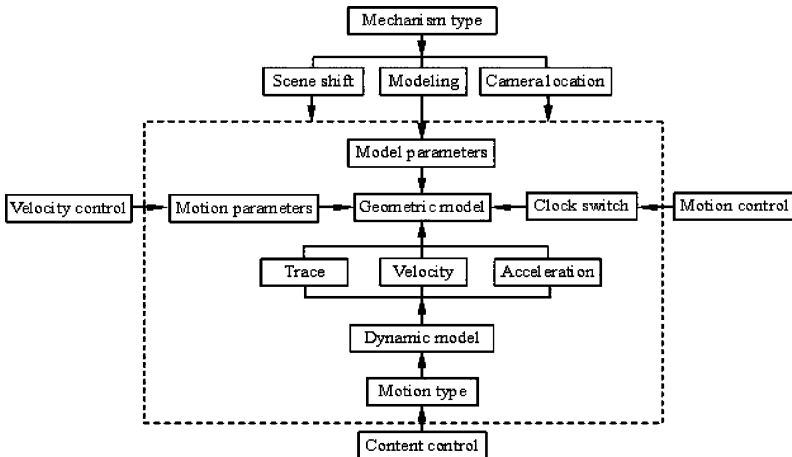 Mechanism type
Scene shift
Modeling
Camera location
Model parameters
Velocity control
Motion parameters
Geometric model
Clock switch
Motion control
Trace
Velocity
Acceleration
Dynamic model
Motion type
Content control